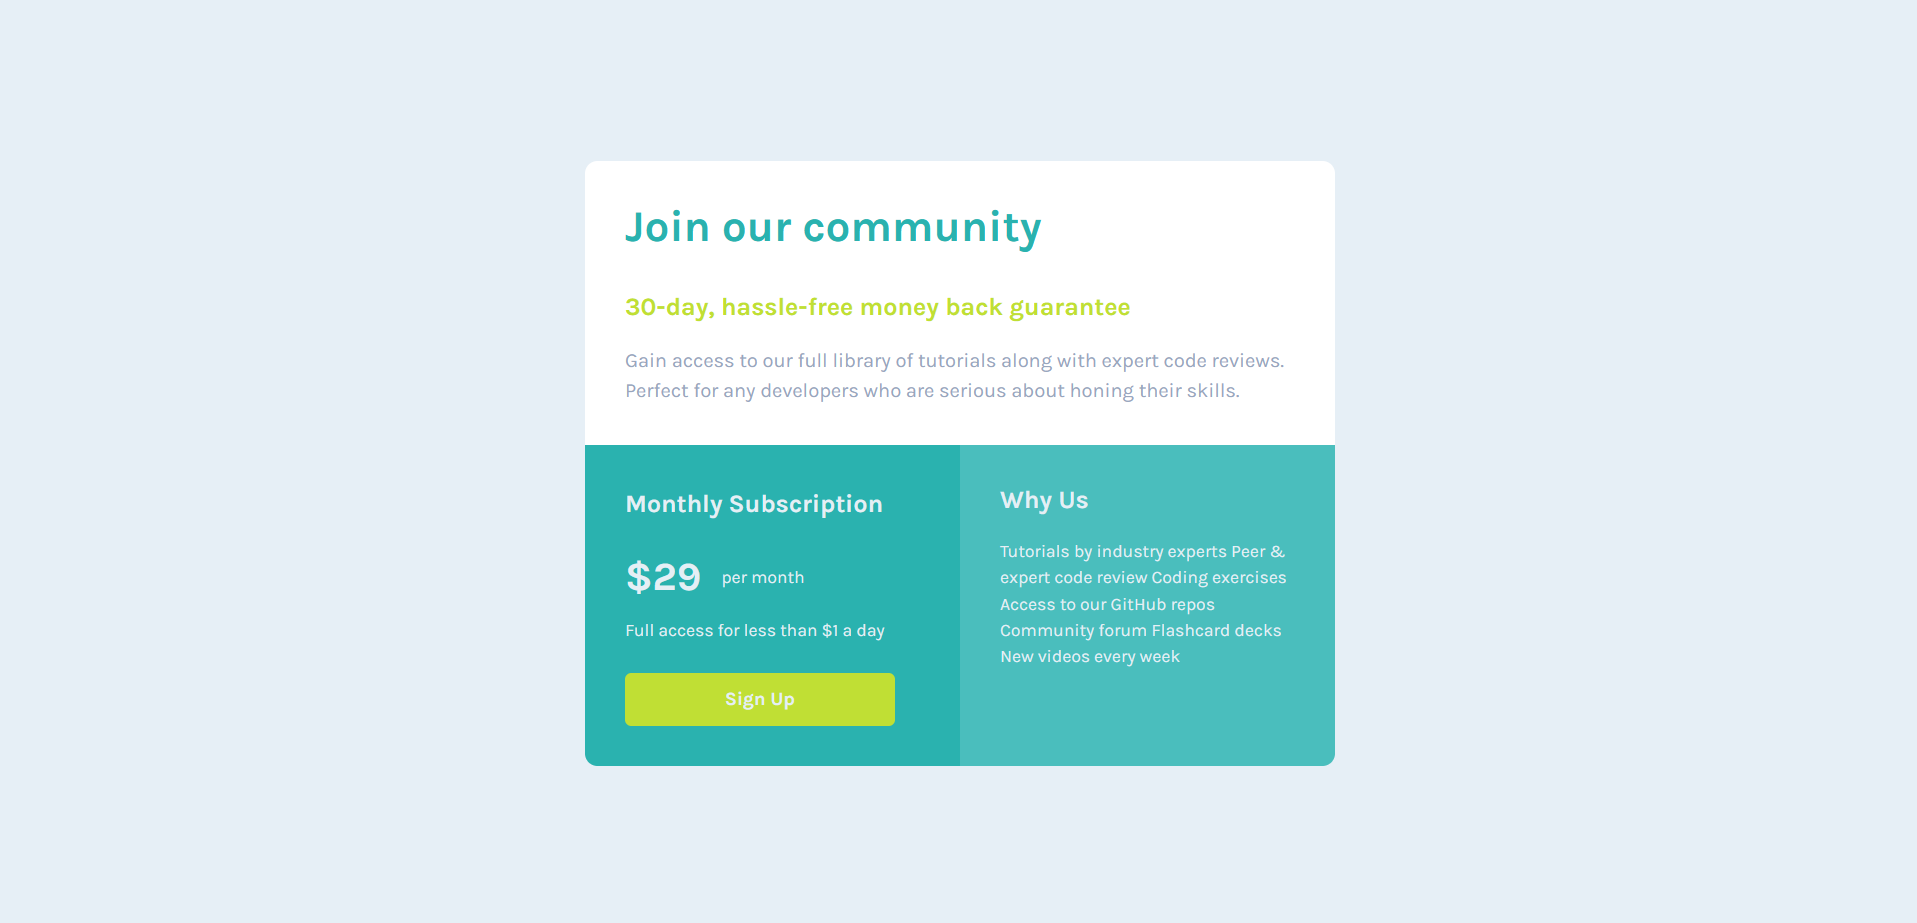 Join our community
30-day, hassle-free money back guarantee
Gain access to our full library of tutorials along with expert code reviews.
Perfect for any developers who are serious about honing their skills.
Monthly Subscription
$29 per month
Full access for less than $1 a day
Sign Up
Why Us
Tutorials by industry experts Peer &
expert code review Coding exercises
Access to our GitHub repos
Community forum Flashcard decks
New videos every week